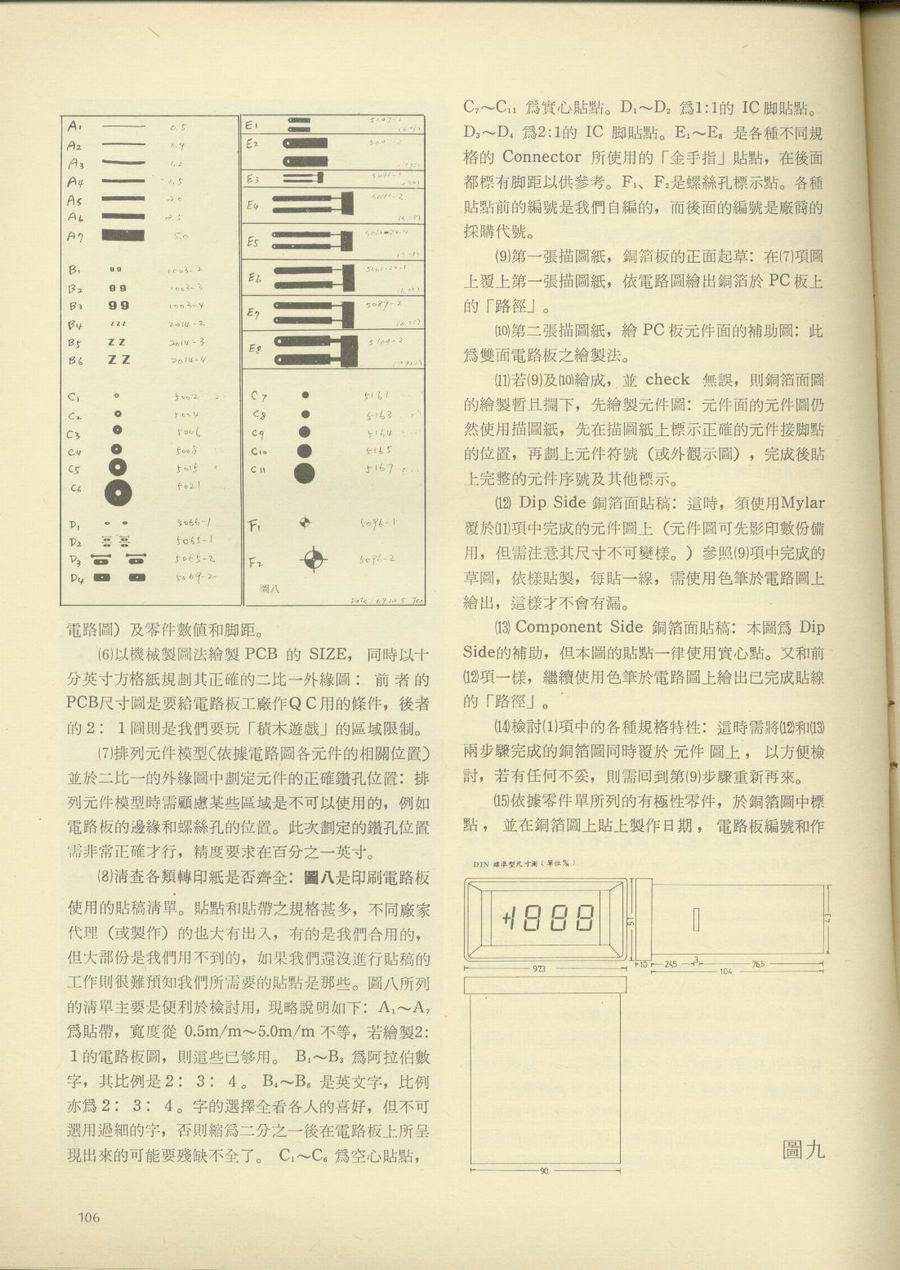 A₁ 0.5
A₂ 0.9
A₃ 1.2
A₄ 1.5
A₅
A₆
A₇ 5.0
B₁ 99 1003-2
B₂ 99 1003-3
B₃ 99 1003-4
B₄ ZZZ 2014-2
B₅ ZZ 2014-3
B₆ ZZ 2014-4
C₁ 5002
C₂ 5004
C₃ 5006
C₄ 5008
C₅ 5015
C₆ 5021
D₁ 5066-1
D₂ 5065-1
D₃ 5065-2
D₄ 5069-2
E₁
E₂
E₃
E₄
E₅
E₆
E₇ 5087-2
E₈ 5104-2
C7 5161
C8 5163
C9 5164
C10 5165
C11 5167
F₁ 5096-1
F₂ 5096-2
圖八
電路圖）及零件數值和脚距。
⑹以機械製圖法繪製 PCB 的 SIZE， 同時以十
分英寸方格紙規劃其正確的二比一外緣圖： 前 者 的
PCB尺寸圖是要給電路板工廠作ＱＣ用的條件，後者
的２： １圖則是我們要玩「積木遊戲」的區域限制。
⑺排列元件模型（依據電路圖各元件的相關位置）
並於二比一的外緣圖中劃定元件的正確鑽孔位置：排
列元件模型時需顧慮某些區域是不可以使用的，例如
電路板的邊緣和螺絲孔的位置。此次劃定的鑽孔位置
需非常正確才行，精度要求在百分之一英寸。
⑻清查各類轉印紙是否齊全：圖八是印刷電路板
使用的貼稿清單。貼點和貼帶之規格甚多，不同廠家
代理（或製作）的也大有出入，有的是我們合用的，
但大部份是我們用不到的，如果我們還沒進行貼稿的
工作則很難預知我們所需要的貼點是那些。圖八所列
的清單主要是便利於檢討用，現略說明如下：A₁～A₇
爲貼帶，寬度從 0.5m/m～5.0m/m 不等，若繪製2：
１的電路板圖，則這些已够用。 B₁～B₃ 爲阿拉伯數
字，其比例是２： ３： ４。 B₄～B₆ 是英文字，比例
亦爲２： ３： ４。字的選擇全看各人的喜好，但不可
選用過細的字，否則縮爲二分之一後在電路板上所呈
現出來的可能要殘缺不全了。 C₁～C₆ 爲空心貼點，
C₇～C₁₁ 爲實心貼點。D₁～D₂ 爲1:1的 IC 脚貼點。
D₃～D₄ 爲2:1的 IC 脚貼點。E₁～E₈ 是各種不同規
格的 Connector 所使用的「金手指」貼點，在後面
都標有脚距以供參考。F₁、F₂是螺絲孔標示點。各種
貼點前的編號是我們自編的，而後面的編號是廠商的
採購代號。
⑼第一張描圖紙，銅箔板的正面起草：在⑺項圖
上覆上第一張描圖紙，依電路圖繪出銅箔於 PC 板上
的「路徑」。
⑽第二張描圖紙，繪 PC 板元件面的補助圖：此
爲雙面電路板之繪製法。
⑾若⑼及⑽繪成，並 check 無誤，則銅箔面圖
的繪製暫且擱下，先繪製元件圖：元件面的元件圖仍
然使用描圖紙，先在描圖紙上標示正確的元件接脚點
的位置，再劃上元件符號（或外觀示圖），完成後貼
上完整的元件序號及其他標示。
⑿ Dip Side 銅箔面貼稿：這時，須使用Mylar
覆於⑾項中完成的元件圖上（元件圖可先影印數份備
用，但需注意其尺寸不可變樣。）參照⑼項中完成的
草圖，依樣貼製，每貼一線，需使用色筆於電路圖上
繪出，這樣才不會有漏。
⒀ Component Side 銅箔面貼稿：本圖爲 Dip
Side的補助，但本圖的貼點一律使用實心點。又和前
⑿項一樣，繼續使用色筆於電路圖上繪出已完成貼線
的「路徑」。
⒁檢討⑴項中的各種規格特性：這時需將⑿和⒀
兩步驟完成的銅箔圖同時覆於 元件 圖上 ， 以方便檢
討，若有任何不妥，則需回到第⑼步驟重新再來。
⒂依據零件單所列的有極性零件，於銅箔圖中標
點 ， 並在銅箔圖上貼上製作日期 ， 電路板編號和作
DIN 標準型尺寸圖（單位㎜）
+1888
97.3
45
10
24.5
3
76.5
104
90
圖九
106